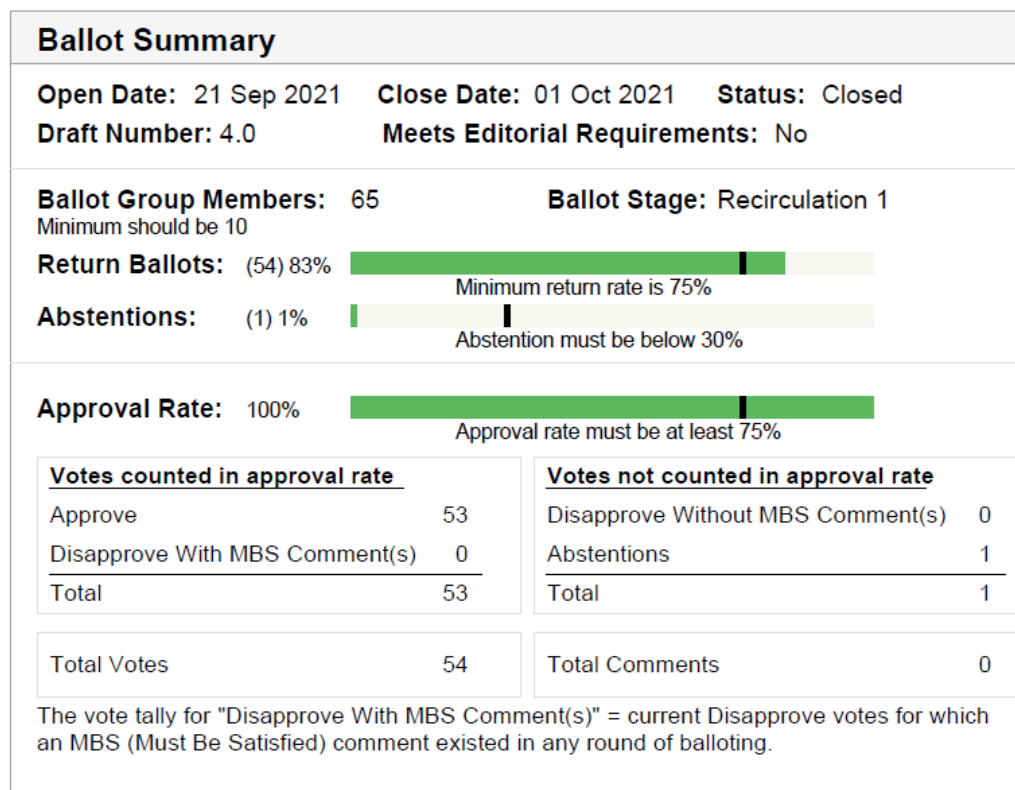 Ballot Summary
Open Date: 21 Sep 2021 Close Date: 01 Oct 2021 Status: Closed
Draft Number: 4.0 Meets Editorial Requirements: No
Ballot Group Members: 65 Ballot Stage: Recirculation 1
Minimum should be 10
Return Ballots: (54) 83%
Minimum return rate is 75%
Abstentions: (1) 1%
Abstention must be below 30%
Approval Rate: 100%
Approval rate must be at least 75%
Votes counted in approval rate
Approve 53
Disapprove With MBS Comment(s) 0
Total 53
Votes not counted in approval rate
Disapprove Without MBS Comment(s) 0
Abstentions 1
Total 1
Total Votes 54
Total Comments 0
The vote tally for "Disapprove With MBS Comment(s)" = current Disapprove votes for which
an MBS (Must Be Satisfied) comment existed in any round of balloting.